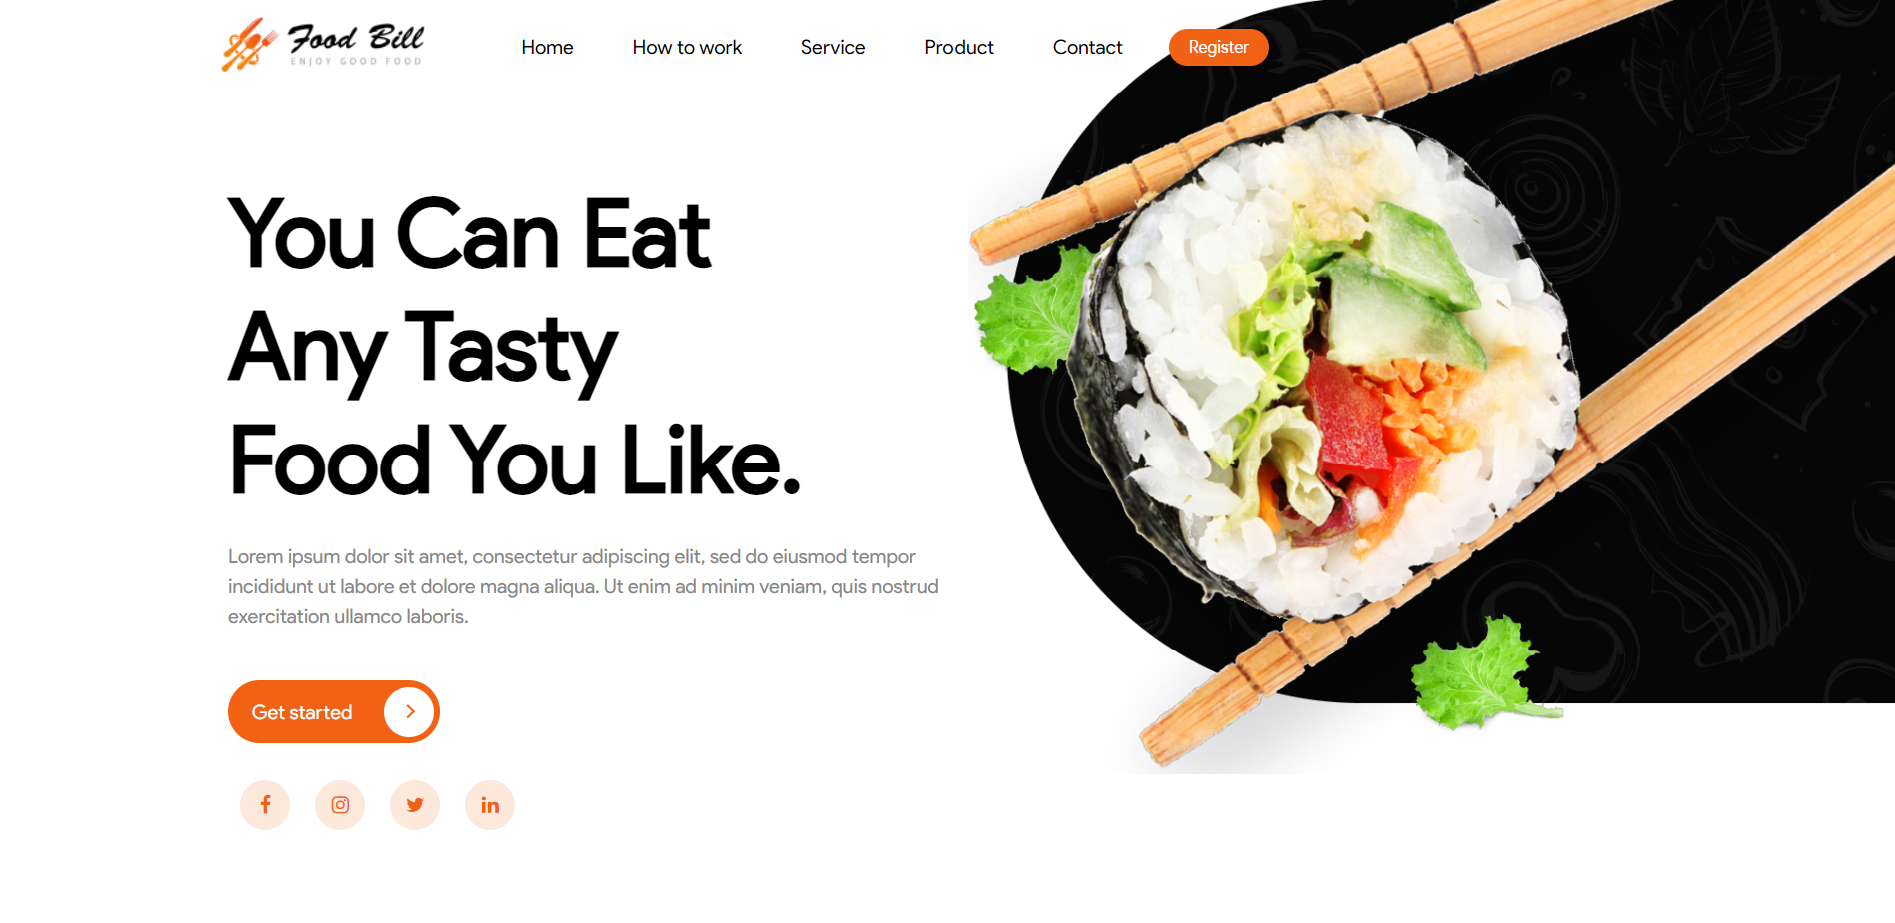 Food Bill
ENJOY GOOD FOOD
Home
How to work
Service
Product
Contact
Register
You Can Eat
Any Tasty
Food You Like.
Lorem ipsum dolor sit amet, consectetur adipiscing elit, sed do eiusmod tempor
incididunt ut labore et dolore magna aliqua. Ut enim ad minim veniam, quis nostrud
exercitation ullamco laboris.
Get started